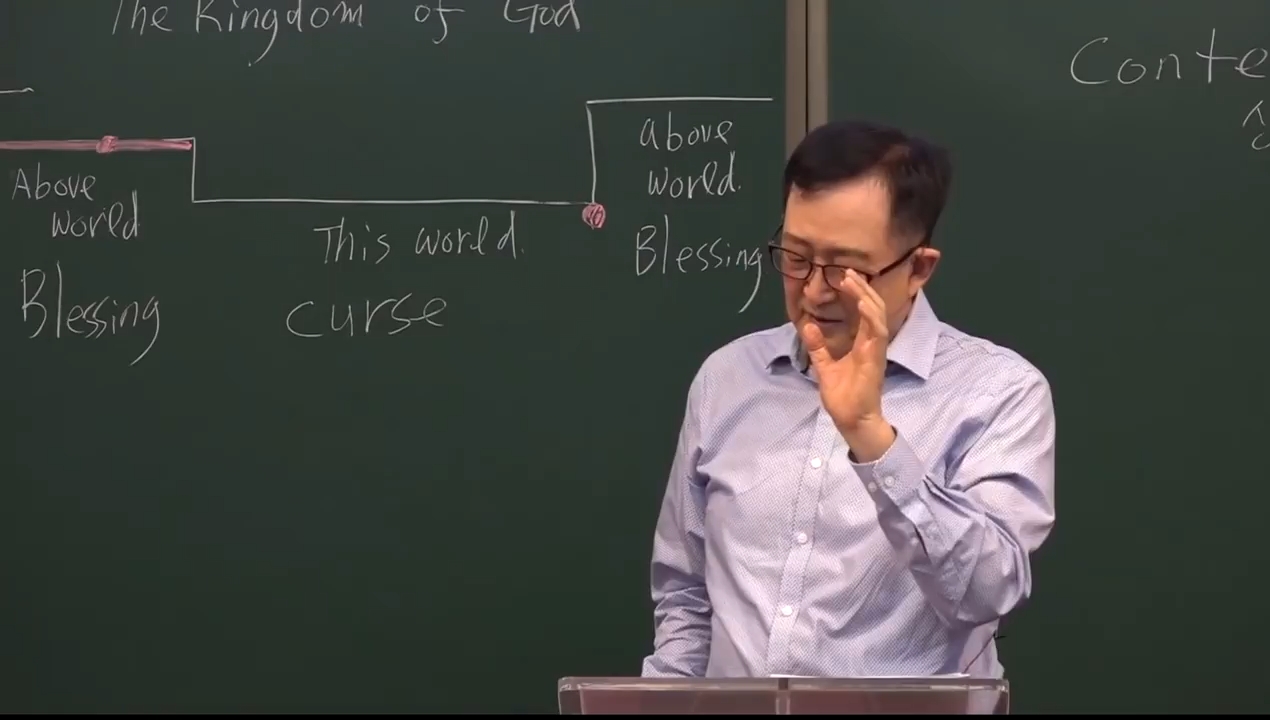 The Kingdom of God
Above
world
Blessing
This world.
curse
above
world.
Blessing
Conte